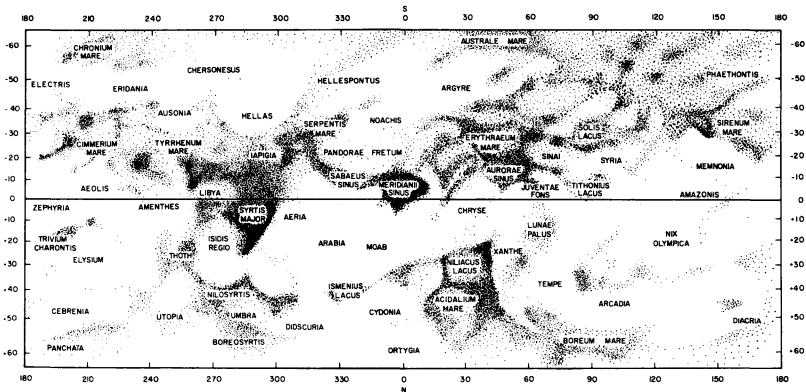 S
180 210 240 270 300 330 0 30 60 90 120 150 180
-60 -60
AUSTRALE MARE
CHRONIUM
MARE
CHERSONESUS
PHAETHONTIS
-50 -50
ELECTRIS
ERIDANIA
HELLESPONTUS
ARGYRE
-40 -40
AUSONIA
HELLAS
NOACHIS
SERPENTIS
MARE
SOLIS
LACUS
SIRENUM
MARE
-30 -30
CIMMERIUM
MARE
TYRRHENUM
MARE
IAPIGIA
PANDORAE FRETUM
ERYTHRAEUM
MARE
SINAI
SYRIA
-20 -20
MEMNONIA
AEOLIS
SABAEUS
SINUS
MERIDIANII
SINUS
AURORAE
SINUS
-10 -10
LIBYA
JUVENTAE
FONS
TITHONIUS
LACUS
AMAZONIS
0 0
ZEPHYRIA
AMENTHES
SYRTIS
MAJOR
AERIA
CHRYSE
+10 +10
LUNAE
PALUS
TRIVIUM
CHARONTIS
ISIDIS
REGIO
ARABIA
MOAB
NIX
OLYMPICA
+20 +20
XANTHE
ELYSIUM
THOTH
NILIACUS
LACUS
+30 +30
TEMPE
NILOSYRTIS
ISMENIUS
LACUS
ACIDALIUM
MARE
ARCADIA
+40 +40
CEBRENIA
UTOPIA
UMBRA
CYDONIA
DIACRIA
DIDSCURIA
+50 +50
PANCHATA
BOREOSYRTIS
ORTYGIA
BOREUM MARE
+60 +60
180 210 240 270 300 330 0 30 60 90 120 150 180
N